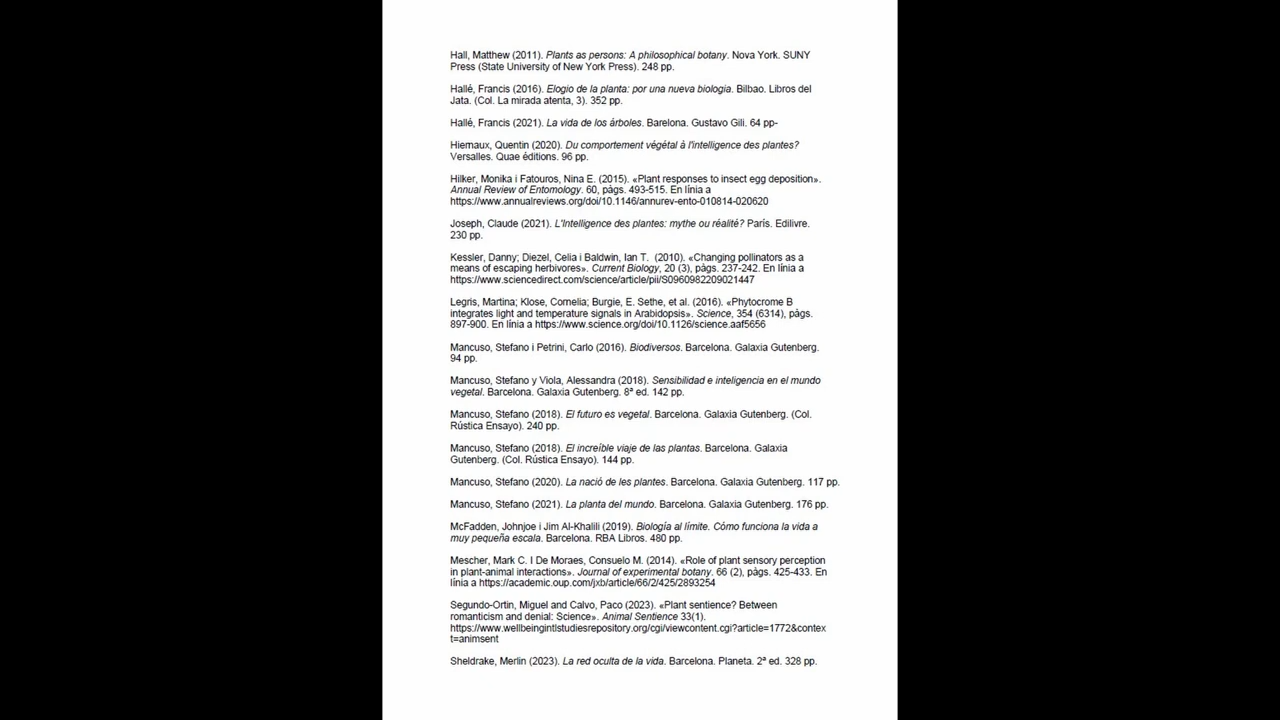 Hall, Matthew (2011). Plants as persons: A philosophical botany. Nova York. SUNY
Press (State University of New York Press). 248 pp.
Hallé, Francis (2016). Elogio de la planta: por una nueva biologia. Bilbao. Libros del
Jata. (Col. La mirada atenta, 3). 352 pp.
Hallé, Francis (2021). La vida de los árboles. Barelona. Gustavo Gili. 64 pp-
Hiernaux, Quentin (2020). Du comportement végétal à l'intelligence des plantes?
Versalles. Quae éditions. 96 pp.
Hilker, Monika i Fatouros, Nina E. (2015). «Plant responses to insect egg deposition».
Annual Review of Entomology. 60, pàgs. 493-515. En línia a
https://www.annualreviews.org/doi/10.1146/annurev-ento-010814-020620
Joseph, Claude (2021). L'Intelligence des plantes: mythe ou réalité? París. Edilivre.
230 pp.
Kessler, Danny; Diezel, Celia i Baldwin, Ian T. (2010). «Changing pollinators as a
means of escaping herbivores». Current Biology, 20 (3), pàgs. 237-242. En línia a
https://www.sciencedirect.com/science/article/pii/S0960982209021447
Legris, Martina; Klose, Cornelia; Burgie, E. Sethe, et al. (2016). «Phytocrome B
integrates light and temperature signals in Arabidopsis». Science, 354 (6314), pàgs.
897-900. En línia a https://www.science.org/doi/10.1126/science.aaf5656
Mancuso, Stefano i Petrini, Carlo (2016). Biodiversos. Barcelona. Galaxia Gutenberg.
94 pp.
Mancuso, Stefano y Viola, Alessandra (2018). Sensibilidad e inteligencia en el mundo
vegetal. Barcelona. Galaxia Gutenberg. 8ª ed. 142 pp.
Mancuso, Stefano (2018). El futuro es vegetal. Barcelona. Galaxia Gutenberg. (Col.
Rústica Ensayo). 240 pp.
Mancuso, Stefano (2018). El increíble viaje de las plantas. Barcelona. Galaxia
Gutenberg. (Col. Rústica Ensayo). 144 pp.
Mancuso, Stefano (2020). La nació de les plantes. Barcelona. Galaxia Gutenberg. 117 pp.
Mancuso, Stefano (2021). La planta del mundo. Barcelona. Galaxia Gutenberg. 176 pp.
McFadden, Johnjoe i Jim Al-Khalili (2019). Biología al límite. Cómo funciona la vida a
muy pequeña escala. Barcelona. RBA Libros. 480 pp.
Mescher, Mark C. I De Moraes, Consuelo M. (2014). «Role of plant sensory perception
in plant-animal interactions». Journal of experimental botany. 66 (2), pàgs. 425-433. En
línia a https://academic.oup.com/jxb/article/66/2/425/2893254
Segundo-Ortin, Miguel and Calvo, Paco (2023). «Plant sentience? Between
romanticism and denial: Science». Animal Sentience 33(1).
https://www.wellbeingintlstudiesrepository.org/cgi/viewcontent.cgi?article=1772&contex
t=animsent
Sheldrake, Merlin (2023). La red oculta de la vida. Barcelona. Planeta. 2ª ed. 328 pp.